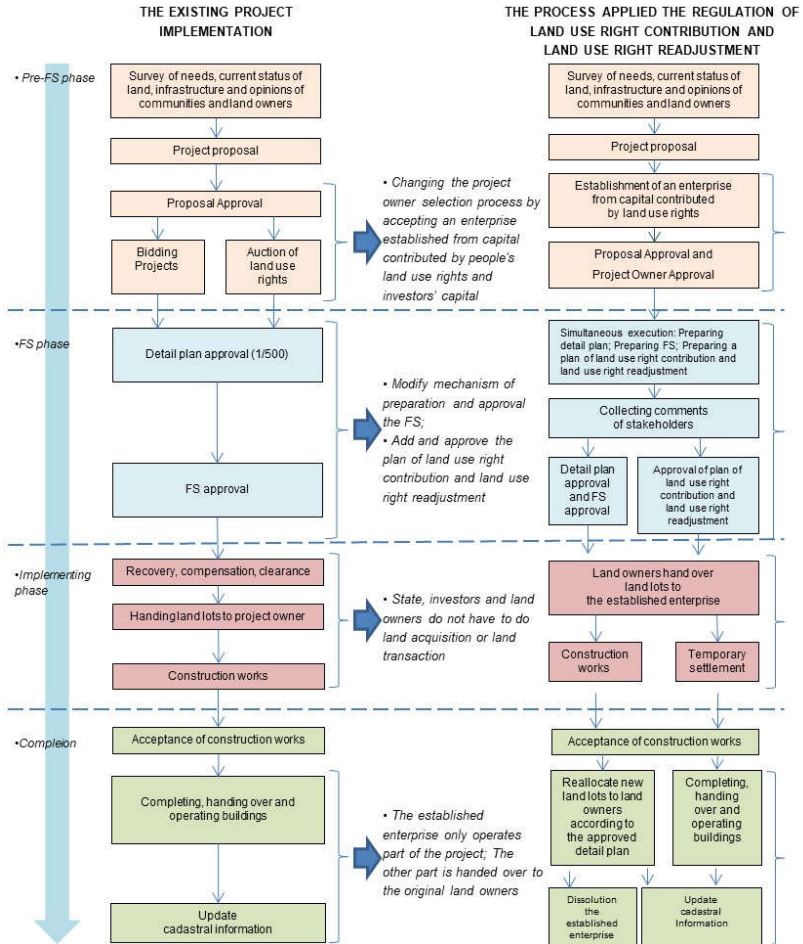 THE EXISTING PROJECT
IMPLEMENTATION
THE PROCESS APPLIED THE REGULATION OF
LAND USE RIGHT CONTRIBUTION AND
LAND USE RIGHT READJUSTMENT
• Pre-FS phase
Survey of needs, current status of
land, infrastructure and opinions of
communities and land owners
Project proposal
Proposal Approval
Bidding
Projects
Auction of
land use
rights
• Changing the project
owner selection process by
accepting an enterprise
established from capital
contributed by people's
land use rights and
investors' capital
Survey of needs, current status of
land, infrastructure and opinions of
communities and land owners
Project proposal
Establishment of an enterprise
from capital contributed
by land use rights
Proposal Approval and
Project Owner Approval
•FS phase
Detail plan approval (1/500)
FS approval
• Modify mechanism of
preparation and approval
the FS;
• Add and approve the
plan of land use right
contribution and land use
right readjustment
Simultaneous execution: Preparing
detail plan; Preparing FS; Preparing a
plan of land use right contribution and
land use right readjustment
Collecting comments
of stakeholders
Detail plan
approval
and FS
approval
Approval of plan of
land use right
contribution and
land use right
readjustment
•Implementing
phase
Recovery, compensation, clearance
Handing land lots to project owner
Construction works
• State, investors and land
owners do not have to do
land acquisition or land
transaction
Land owners hand over
land lots to
the established enterprise
Construction
works
Temporary
settlement
•Compleion
Acceptance of construction works
Completing, handing over and
operating buildings
Update
cadastral information
• The established
enterprise only operates
part of the project; The
other part is handed over to
the original land owners
Acceptance of construction works
Reallocate new
land lots to land
owners
according to
the approved
detail plan
Completing,
handing
over and
operating
buildings
Dissolution
the
established
enterprise
Update
cadastral
Information